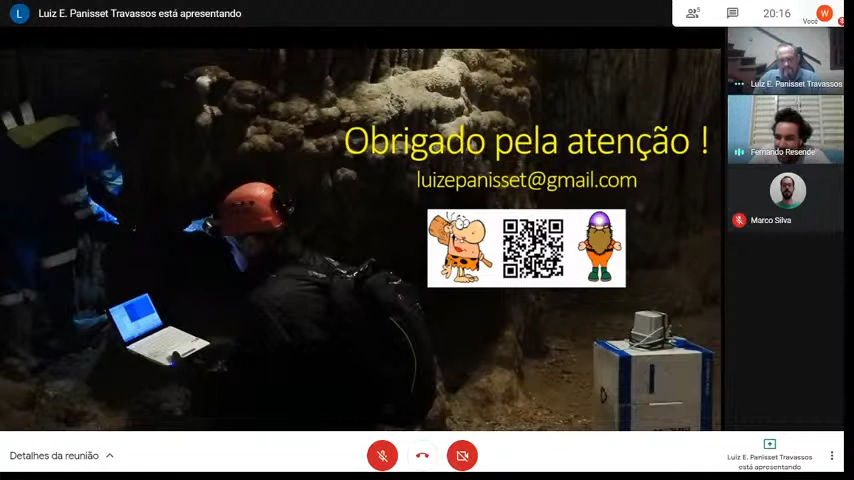 L Luiz E. Panisset Travassos está apresentando
5
20:16
Você
W
Luiz E. Panisset Travassos
Fernando Resende
Marco Silva
Obrigado pela atenção !
luizepanisset@gmail.com
Detalhes da reunião
Luiz E. Panisset Travassos
está apresentando